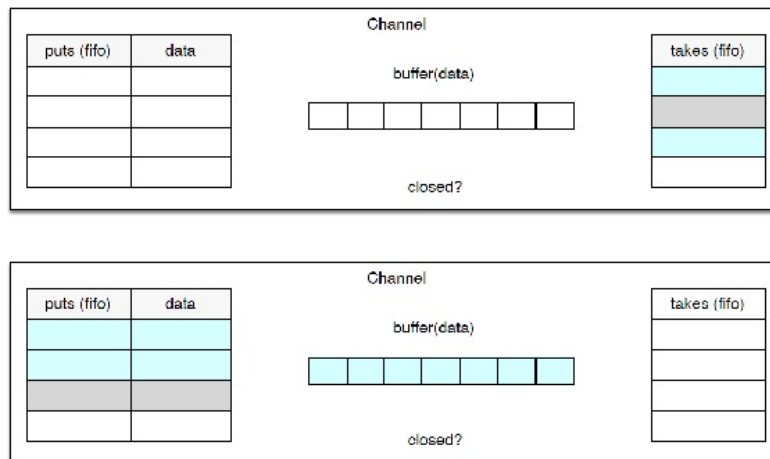 Channel
puts (fifo) data takes (fifo)
buffer(data)
closed?
Channel
puts (fifo) data takes (fifo)
buffer(data)
closed?